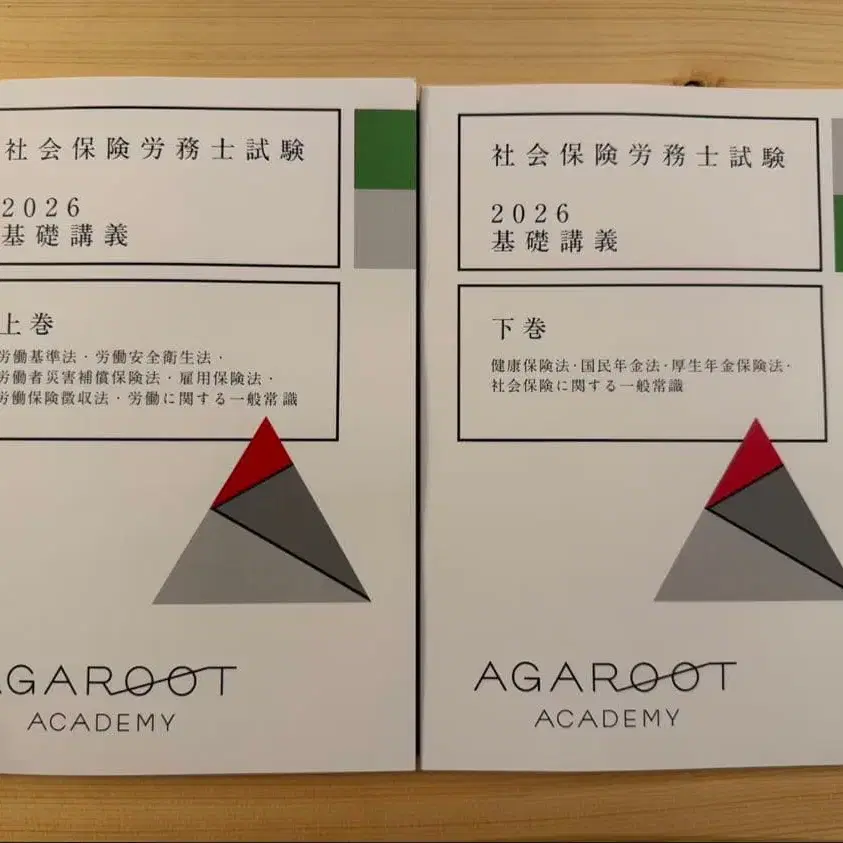 社会保険労務士試験
2026
基礎講義
上巻
労働基準法・労働安全衛生法・
労働者災害補償保険法・雇用保険法・
労働保険徴収法・労働に関する一般常識
AGAROOT
ACADEMY
社会保険労務士試験
2026
基礎講義
下巻
健康保険法・国民年金法・厚生年金保険法・
社会保険に関する一般常識
AGAROOT
ACADEMY